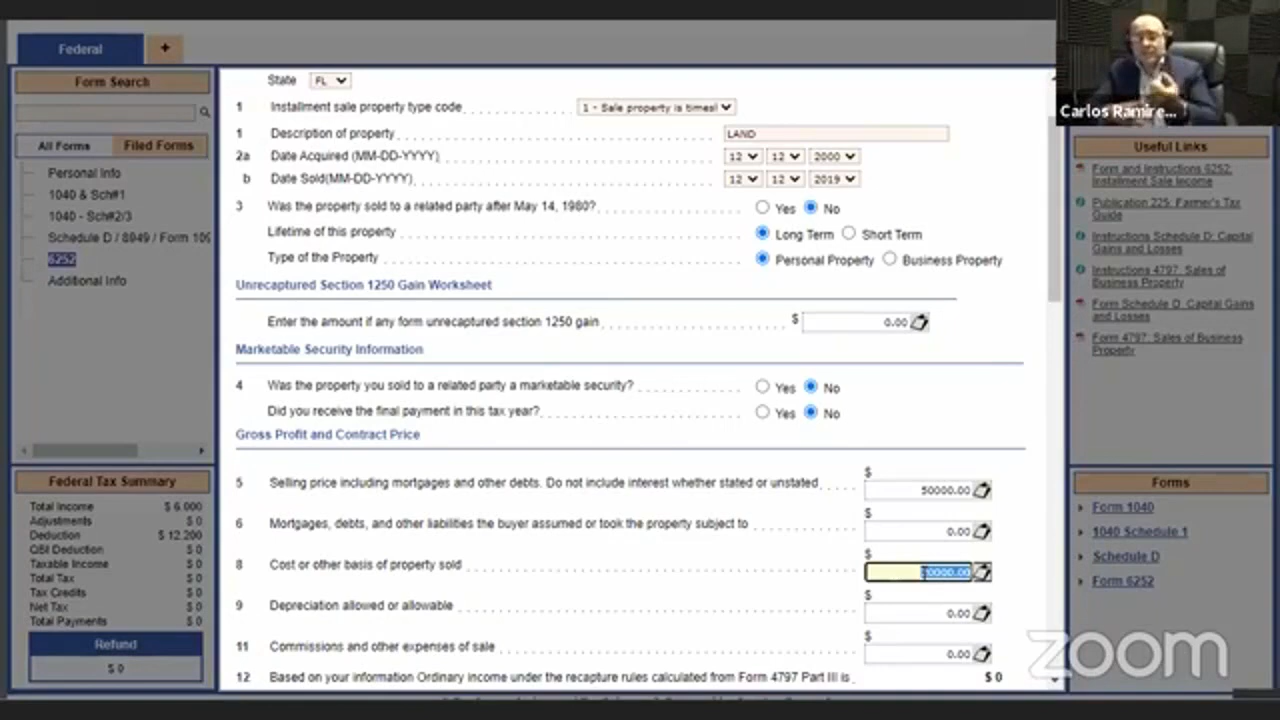 Federal
+
Form Search
All Forms
Filed Forms
Personal Info
1040 & Sch#1
1040 - Sch#2/3
Schedule D / 8949 / Form 109
6252
Additional Info
Federal Tax Summary
Total Income $ 6,000
Adjustments $ 0
Deduction $ 12,200
QBI Deduction $ 0
Taxable Income $ 0
Total Tax $ 0
Tax Credits $ 0
Net Tax $ 0
Total Payments $ 0
Refund
$ 0
State FL
1 Installment sale property type code 1 - Sale property is timesl
1 Description of property LAND
2a Date Acquired (MM-DD-YYYY) 12 12 2000
b Date Sold(MM-DD-YYYY) 12 12 2019
3 Was the property sold to a related party after May 14, 1980? Yes No
Lifetime of this property Long Term Short Term
Type of the Property Personal Property Business Property
Unrecaptured Section 1250 Gain Worksheet
Enter the amount if any form unrecaptured section 1250 gain $ 0.00
Marketable Security Information
4 Was the property you sold to a related party a marketable security? Yes No
Did you receive the final payment in this tax year? Yes No
Gross Profit and Contract Price
5 Selling price including mortgages and other debts. Do not include interest whether stated or unstated $ 50000.00
6 Mortgages, debts, and other liabilities the buyer assumed or took the property subject to $ 0.00
8 Cost or other basis of property sold $
9 Depreciation allowed or allowable $ 0.00
11 Commissions and other expenses of sale $ 0.00
12 Based on your information Ordinary income under the recapture rules calculated from Form 4797 Part III is $ 0
Carlos Ramire...
Useful Links
Form and Instructions 6252,
Installment Sale Income
Publication 225: Farmer's Tax
Guide
Instructions Schedule D: Capital
Gains and Losses
Instructions 4797: Sales of
Business Property
Form Schedule D: Capital Gains
and Losses
Form 4797: Sales of Business
Property
Forms
Form 1040
1040 Schedule 1
Schedule D
Form 6252
zoom